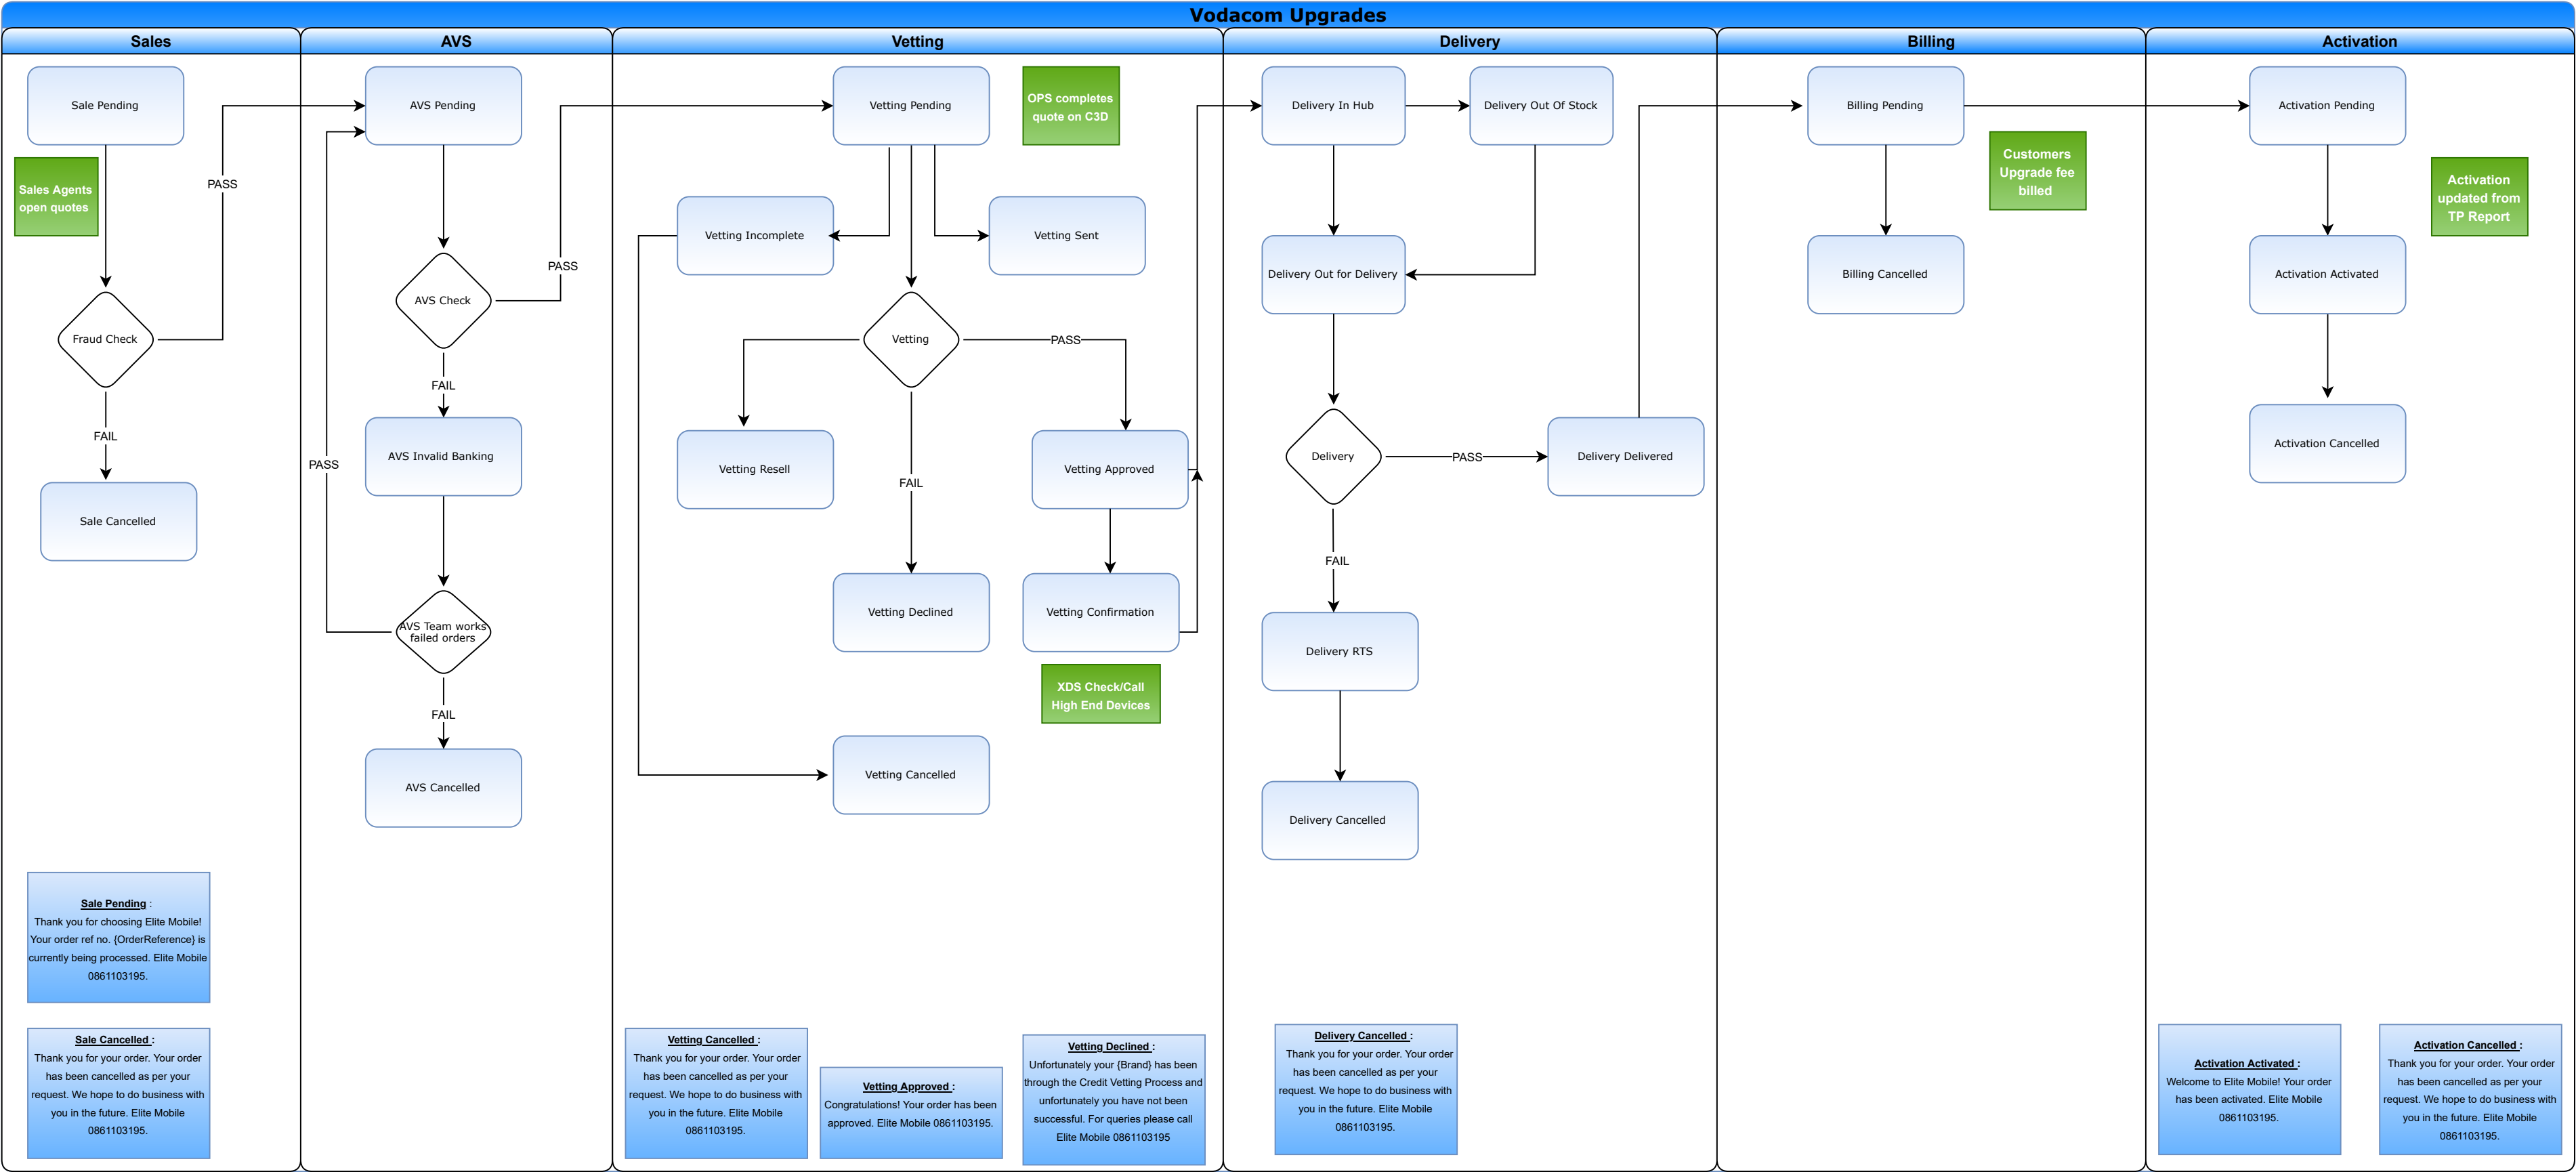 Vodacom Upgrades
Sales
AVS
Vetting
Delivery
Billing
Activation
Sale Pending
Sales Agents
open quotes
PASS
Fraud Check
FAIL
Sale Cancelled
Sale Pending :
Thank you for choosing Elite Mobile!
Your order ref no. {OrderReference} is
currently being processed. Elite Mobile
0861103195.
Sale Cancelled :
Thank you for your order. Your order
has been cancelled as per your
request. We hope to do business with
you in the future. Elite Mobile
0861103195.
AVS Pending
PASS
AVS Check
FAIL
AVS Invalid Banking
PASS
AVS Team works
failed orders
FAIL
AVS Cancelled
Vetting Pending
OPS completes
quote on C3D
Vetting Incomplete
Vetting Sent
Vetting
PASS
Vetting Resell
FAIL
Vetting Approved
Vetting Declined
Vetting Confirmation
XDS Check/Call
High End Devices
Vetting Cancelled
Vetting Cancelled :
Thank you for your order. Your order
has been cancelled as per your
request. We hope to do business with
you in the future. Elite Mobile
0861103195.
Vetting Approved :
Congratulations! Your order has been
approved. Elite Mobile 0861103195.
Vetting Declined :
Unfortunately your {Brand} has been
through the Credit Vetting Process and
unfortunately you have not been
successful. For queries please call
Elite Mobile 0861103195
Delivery In Hub
Delivery Out Of Stock
Delivery Out for Delivery
Delivery
PASS
Delivery Delivered
FAIL
Delivery RTS
Delivery Cancelled
Delivery Cancelled :
Thank you for your order. Your order
has been cancelled as per your
request. We hope to do business with
you in the future. Elite Mobile
0861103195.
Billing Pending
Customers
Upgrade fee
billed
Billing Cancelled
Activation Pending
Activation
updated from
TP Report
Activation Activated
Activation Cancelled
Activation Activated :
Welcome to Elite Mobile! Your order
has been activated. Elite Mobile
0861103195.
Activation Cancelled :
Thank you for your order. Your order
has been cancelled as per your
request. We hope to do business with
you in the future. Elite Mobile
0861103195.